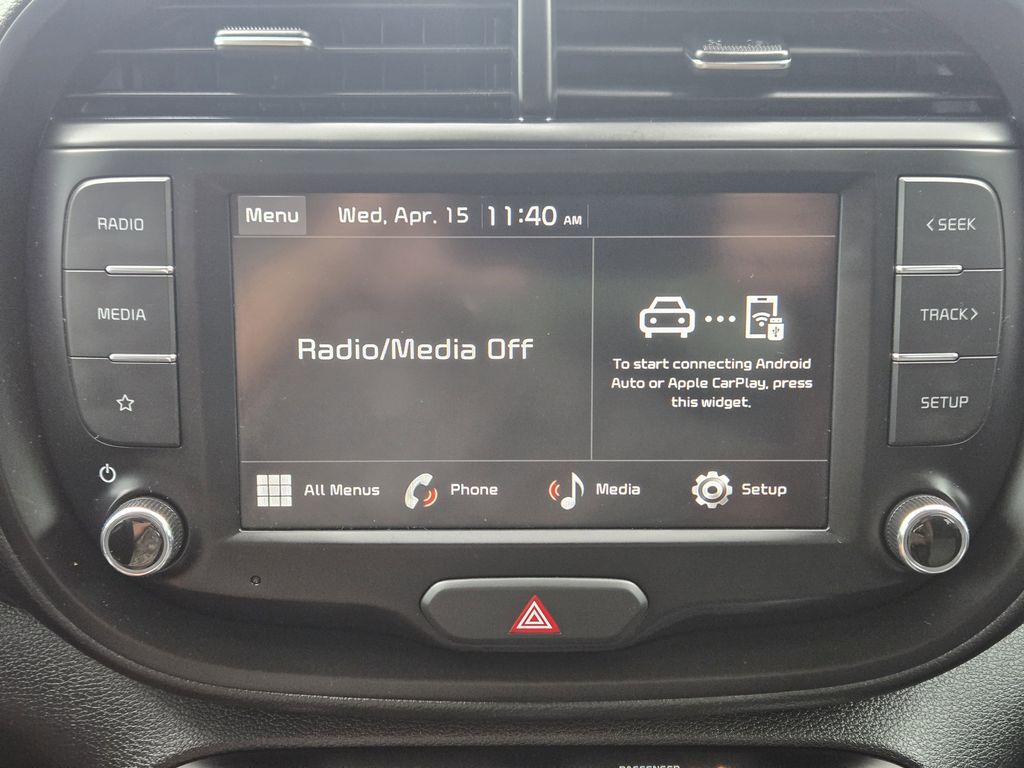 RADIO
MEDIA
Menu
Wed, Apr. 15
11:40 AM
Radio/Media Off
To start connecting Android
Auto or Apple CarPlay, press
this widget.
All Menus
Phone
Media
Setup
< SEEK
TRACK >
SETUP
PASSENGER